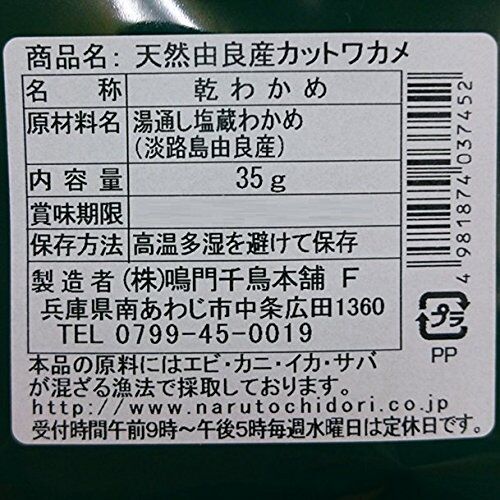 商品名: 天然由良産カットワカメ
名称 乾わかめ
原材料名 湯通し塩蔵わかめ
(淡路島由良産)
内容量 35g
賞味期限
保存方法 高温多湿を避けて保存
製造者 (株)鳴門千鳥本舗 F
兵庫県南あわじ市中条広田1360
TEL 0799-45-0019
本品の原料にはエビ・カニ・イカ・サバ
が混ざる漁法で採取しております。
http://www.narutochidori.co.jp
受付時間午前9時～午後5時毎週水曜日は定休日です。
4 981874 037452
プラ
PP